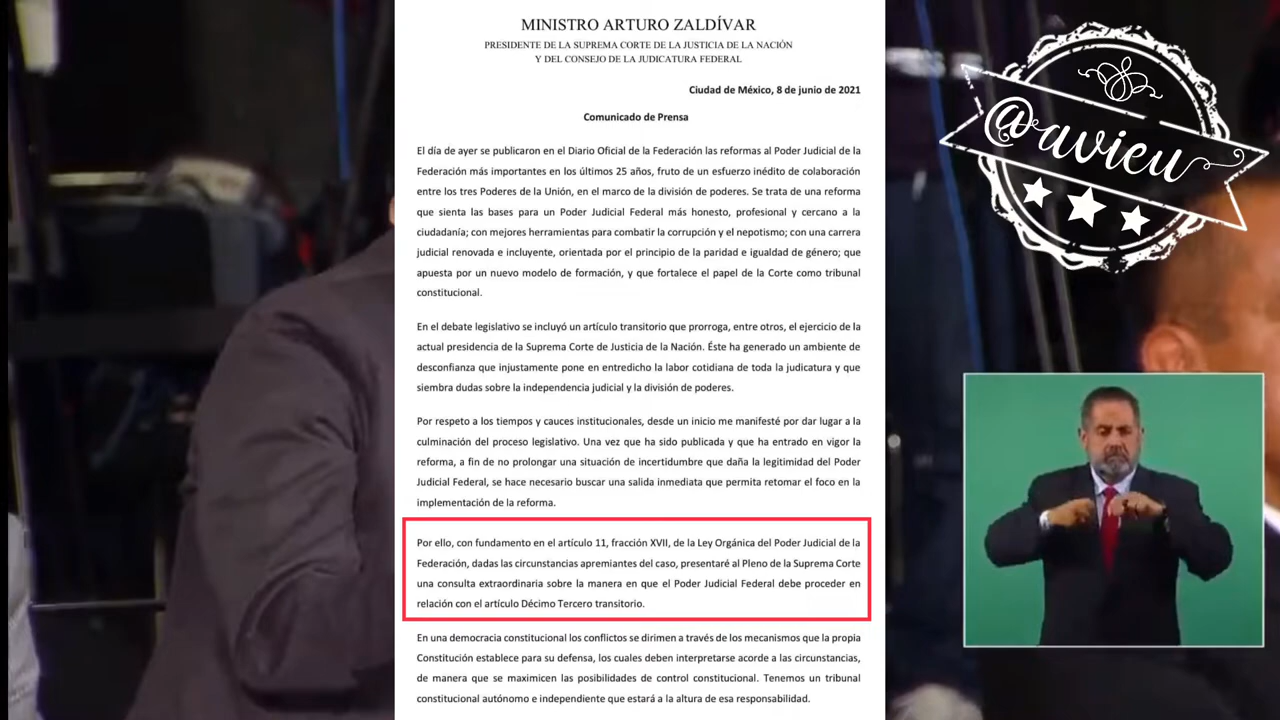 MINISTRO ARTURO ZALDÍVAR
PRESIDENTE DE LA SUPREMA CORTE DE LA JUSTICIA DE LA NACIÓN
Y DEL CONSEJO DE LA JUDICATURA FEDERAL
Ciudad de México, 8 de junio de 2021
Comunicado de Prensa
El día de ayer se publicaron en el Diario Oficial de la Federación las reformas al Poder Judicial de la
Federación más importantes en los últimos 25 años, fruto de un esfuerzo inédito de colaboración
entre los tres Poderes de la Unión, en el marco de la división de poderes. Se trata de una reforma
que sienta las bases para un Poder Judicial Federal más honesto, profesional y cercano a la
ciudadanía; con mejores herramientas para combatir la corrupción y el nepotismo; con una carrera
judicial renovada e incluyente, orientada por el principio de la paridad e igualdad de género; que
apuesta por un nuevo modelo de formación, y que fortalece el papel de la Corte como tribunal
constitucional.
En el debate legislativo se incluyó un artículo transitorio que prorroga, entre otros, el ejercicio de la
actual presidencia de la Suprema Corte de Justicia de la Nación. Éste ha generado un ambiente de
desconfianza que injustamente pone en entredicho la labor cotidiana de toda la judicatura y que
siembra dudas sobre la independencia judicial y la división de poderes.
Por respeto a los tiempos y cauces institucionales, desde un inicio me manifesté por dar lugar a la
culminación del proceso legislativo. Una vez que ha sido publicada y que ha entrado en vigor la
reforma, a fin de no prolongar una situación de incertidumbre que daña la legitimidad del Poder
Judicial Federal, se hace necesario buscar una salida inmediata que permita retomar el foco en la
implementación de la reforma.
Por ello, con fundamento en el artículo 11, fracción XVII, de la Ley Orgánica del Poder Judicial de la
Federación, dadas las circunstancias apremiantes del caso, presentaré al Pleno de la Suprema Corte
una consulta extraordinaria sobre la manera en que el Poder Judicial Federal debe proceder en
relación con el artículo Décimo Tercero transitorio.
En una democracia constitucional los conflictos se dirimen a través de los mecanismos que la propia
Constitución establece para su defensa, los cuales deben interpretarse acorde a las circunstancias,
de manera que se maximicen las posibilidades de control constitucional. Tenemos un tribunal
constitucional autónomo e independiente que estará a la altura de esa responsabilidad.
@avieu